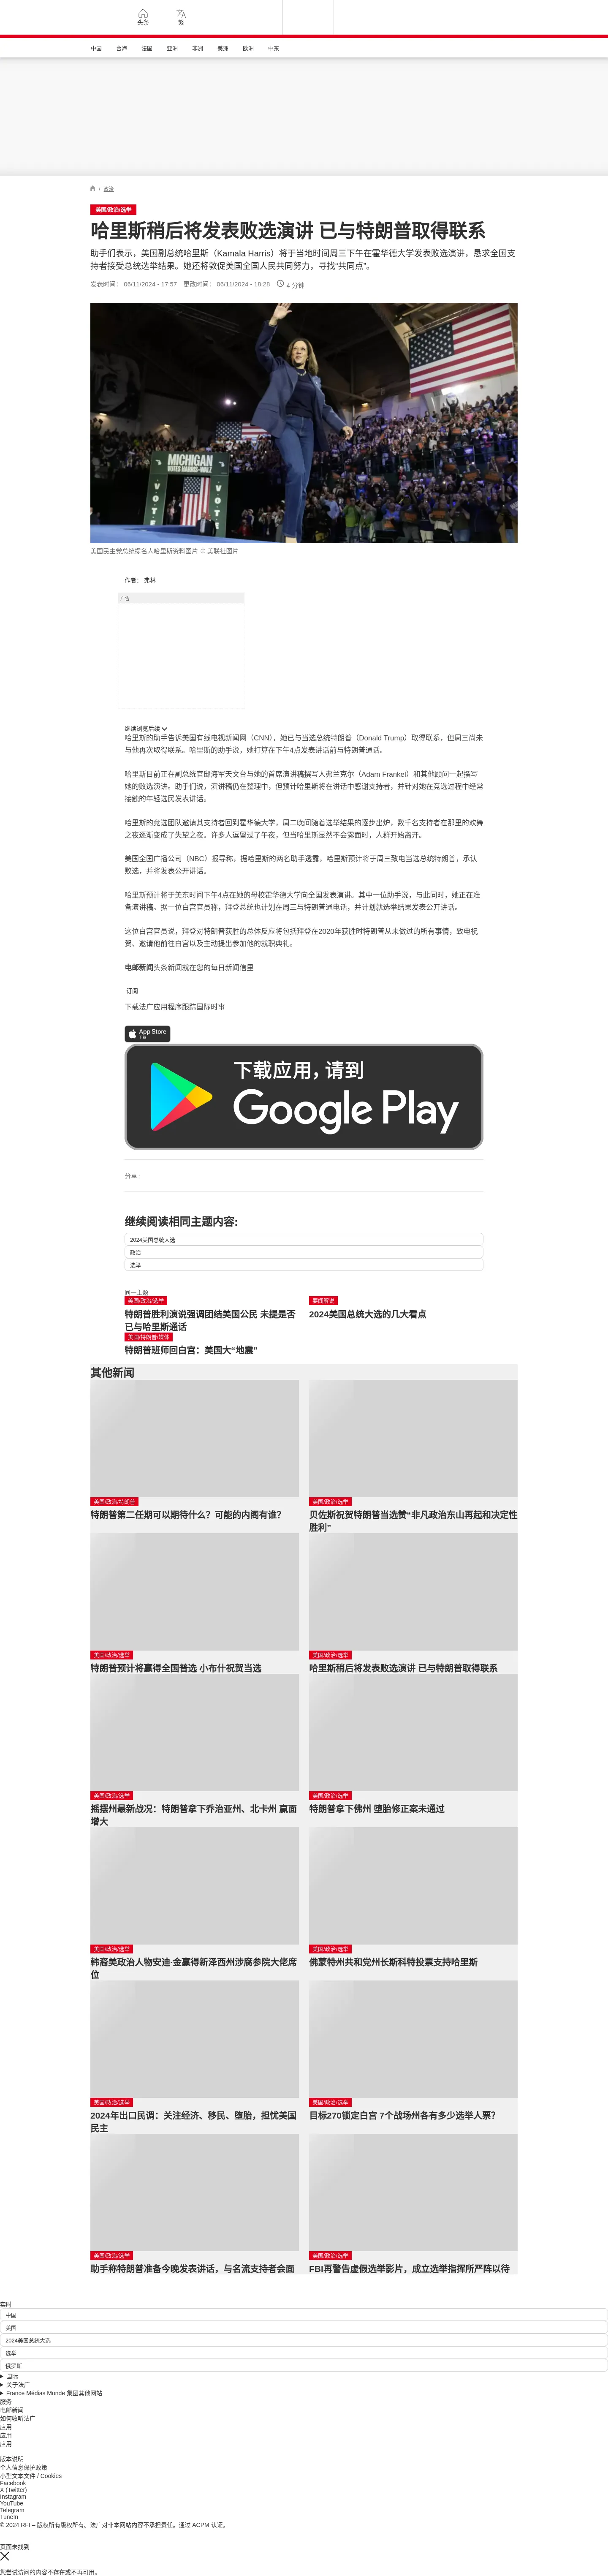 头条
繁
中国
台海
法国
亚洲
非洲
美洲
欧洲
中东
/ 政治
美国/政治/选举
哈里斯稍后将发表败选演讲 已与特朗普取得联系
助手们表示，美国副总统哈里斯（Kamala Harris）将于当地时间周三下午在霍华德大学发表败选演讲，恳求全国支
持者接受总统选举结果。她还将敦促美国全国人民共同努力，寻找“共同点”。
发表时间： 06/11/2024 - 17:57 更改时间： 06/11/2024 - 18:28 4 分钟
MICHIGAN
VOTES HARRIS-WALZ
美国民主党总统提名人哈里斯资料图片 © 美联社图片
作者： 弗林
广告
继续浏览后续
哈里斯的助手告诉美国有线电视新闻网（CNN），她已与当选总统特朗普（Donald Trump）取得联系，但周三尚未
与他再次取得联系。哈里斯的助手说，她打算在下午4点发表讲话前与特朗普通话。
哈里斯目前正在副总统官邸海军天文台与她的首席演讲稿撰写人弗兰克尔（Adam Frankel）和其他顾问一起撰写
她的败选演讲。助手们说，演讲稿仍在整理中，但预计哈里斯将在讲话中感谢支持者，并针对她在竞选过程中经常
接触的年轻选民发表讲话。
哈里斯的竞选团队邀请其支持者回到霍华德大学，周二晚间随着选举结果的逐步出炉，数千名支持者在那里的欢舞
之夜逐渐变成了失望之夜。许多人逗留过了午夜，但当哈里斯显然不会露面时，人群开始离开。
美国全国广播公司（NBC）报导称，据哈里斯的两名助手透露，哈里斯预计将于周三致电当选总统特朗普，承认
败选，并将发表公开讲话。
哈里斯预计将于美东时间下午4点在她的母校霍华德大学向全国发表演讲。其中一位助手说，与此同时，她正在准
备演讲稿。据一位白宫官员称，拜登总统也计划在周三与特朗普通电话，并计划就选举结果发表公开讲话。
这位白宫官员说，拜登对特朗普获胜的总体反应将包括拜登在2020年获胜时特朗普从未做过的所有事情，致电祝
贺、邀请他前往白宫以及主动提出参加他的就职典礼。
电邮新闻头条新闻就在您的每日新闻信里
订阅
下载法广应用程序跟踪国际时事
App Store
下载
下载应用，请到
Google Play
分享 :
继续阅读相同主题内容:
2024美国总统大选
政治
选举
同一主题
美国/政治/选举
特朗普胜利演说强调团结美国公民 未提是否
已与哈里斯通话
要闻解说
2024美国总统大选的几大看点
美国/特朗普/媒体
特朗普班师回白宫：美国大“地震”
其他新闻
美国/政治/特朗普
特朗普第二任期可以期待什么？可能的内阁有谁？
美国/政治/选举
贝佐斯祝贺特朗普当选赞“非凡政治东山再起和决定性
胜利”
美国/政治/选举
特朗普预计将赢得全国普选 小布什祝贺当选
美国/政治/选举
哈里斯稍后将发表败选演讲 已与特朗普取得联系
美国/政治/选举
摇摆州最新战况：特朗普拿下乔治亚州、北卡州 赢面
增大
美国/政治/选举
特朗普拿下佛州 堕胎修正案未通过
美国/政治/选举
韩裔美政治人物安迪·金赢得新泽西州涉腐参院大佬席
位
美国/政治/选举
佛蒙特州共和党州长斯科特投票支持哈里斯
美国/政治/选举
2024年出口民调：关注经济、移民、堕胎，担忧美国
民主
美国/政治/选举
目标270锁定白宫 7个战场州各有多少选举人票？
美国/政治/选举
助手称特朗普准备今晚发表讲话，与名流支持者会面
美国/政治/选举
FBI再警告虚假选举影片，成立选举指挥所严阵以待
实时
中国
美国
2024美国总统大选
选举
俄罗斯
国际
关于法广
France Médias Monde 集团其他网站
服务
电邮新闻
如何收听法广
应用
应用
应用
版本说明
个人信息保护政策
小型文本文件 / Cookies
Facebook
X (Twitter)
Instagram
YouTube
Telegram
TuneIn
© 2024 RFI – 版权所有版权所有。法广对非本网站内容不承担责任。通过 ACPM 认证。
页面未找到
您尝试访问的内容不存在或不再可用。